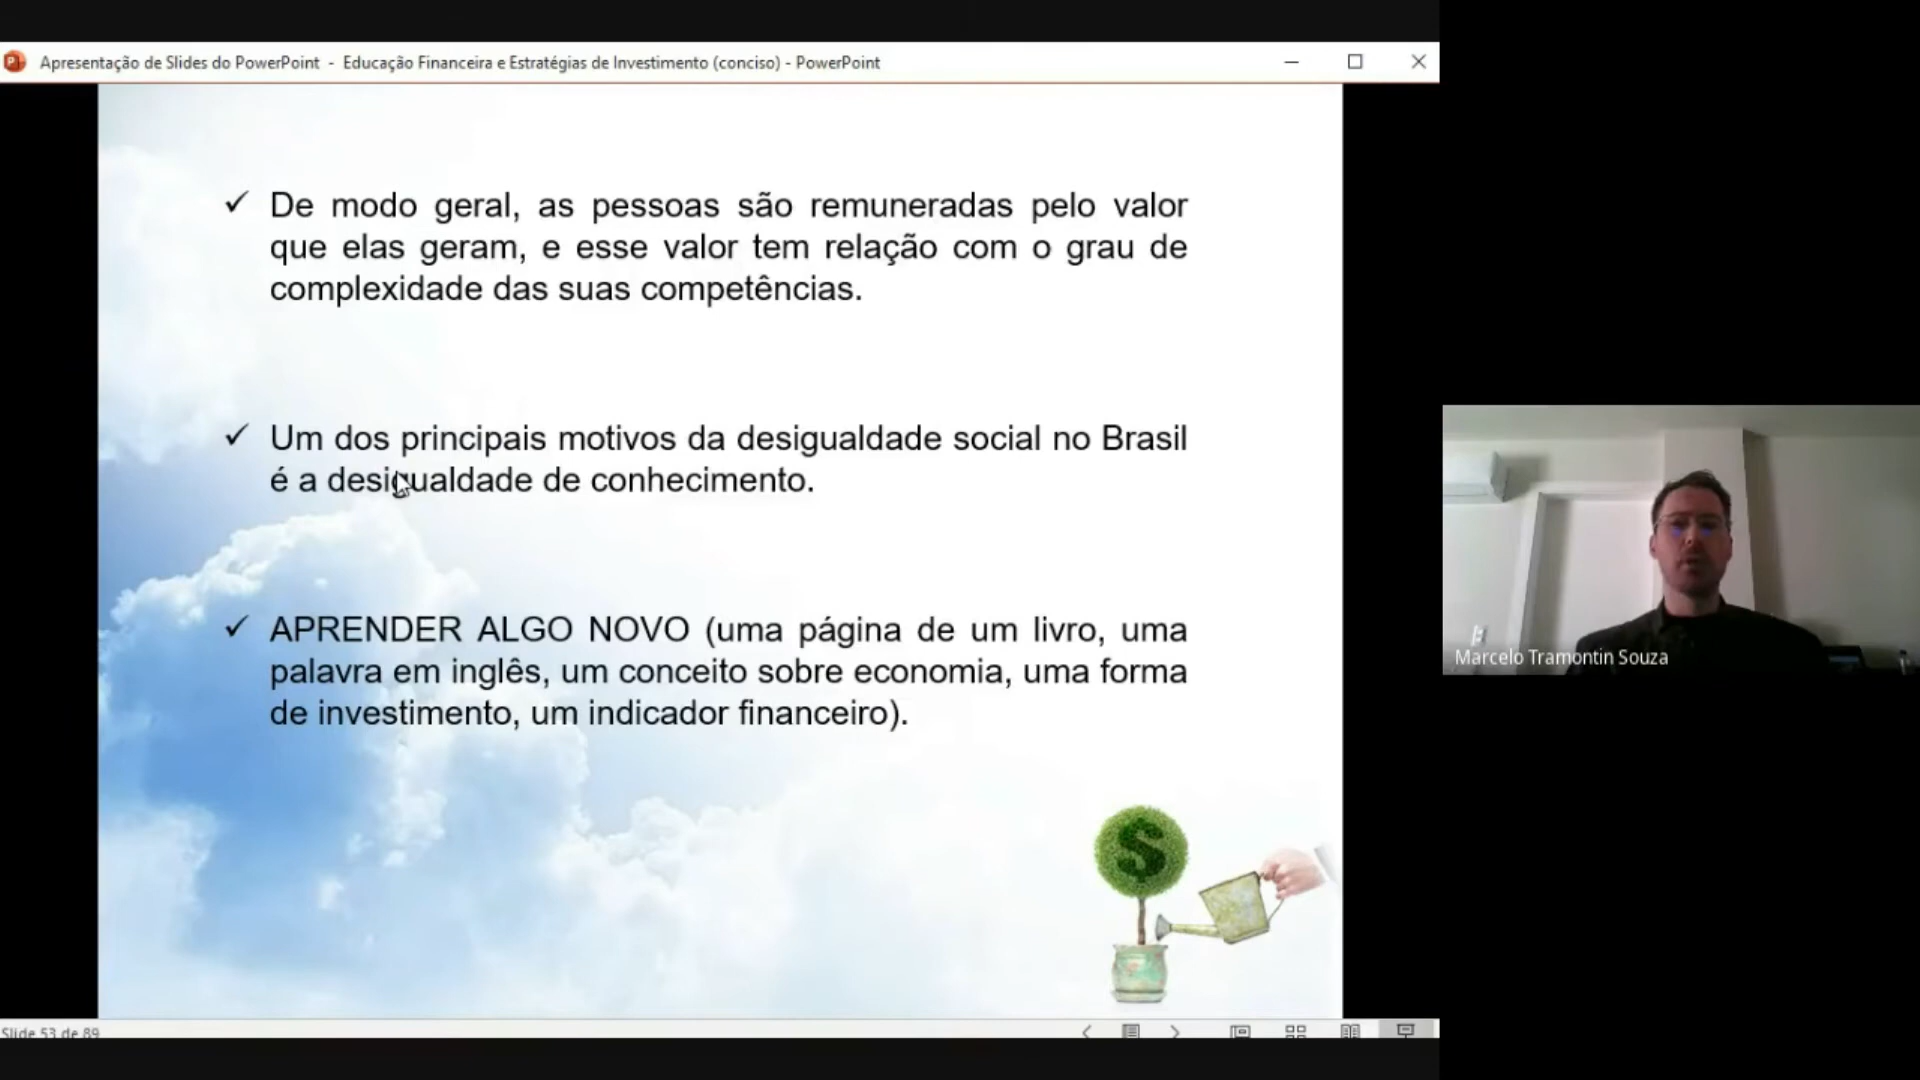 Apresentação de Slides do PowerPoint - Educação Financeira e Estratégias de Investimento (conciso) - PowerPoint
✓ De modo geral, as pessoas são remuneradas pelo valor
que elas geram, e esse valor tem relação com o grau de
complexidade das suas competências.
✓ Um dos principais motivos da desigualdade social no Brasil
é a desigualdade de conhecimento.
✓ APRENDER ALGO NOVO (uma página de um livro, uma
palavra em inglês, um conceito sobre economia, uma forma
de investimento, um indicador financeiro).
$
Slide 53 de 89
Marcelo Tramontin Souza